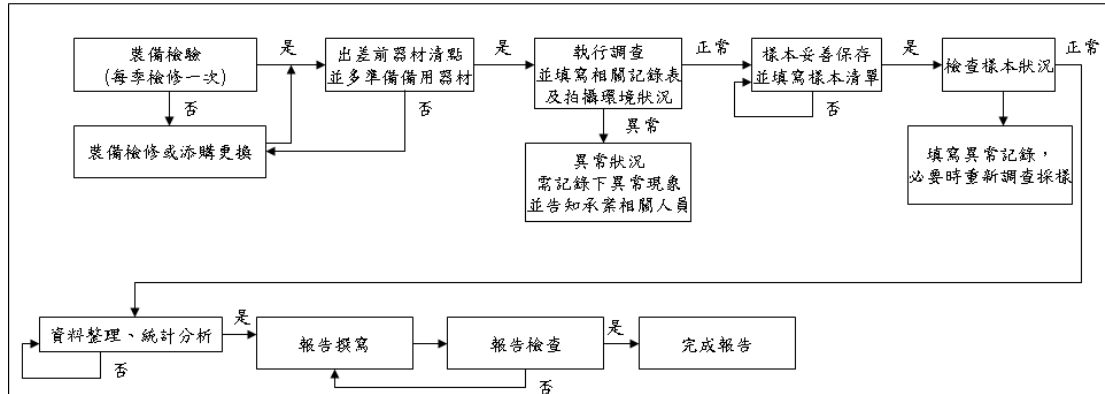 裝備檢驗
(每季檢修一次)
是
否
裝備檢修或添購更換
出差前器材清點
並多準備備用器材
是
否
執行調查
並填寫相關記錄表
及拍攝環境狀況
正常
異常
異常狀況
需記錄下異常現象
並告知承業相關人員
樣本妥善保存
並填寫樣本清單
是
否
檢查樣本狀況
正常
填寫異常記錄，
必要時重新調查採樣
資料整理、統計分析
是
否
報告撰寫
報告檢查
是
否
完成報告